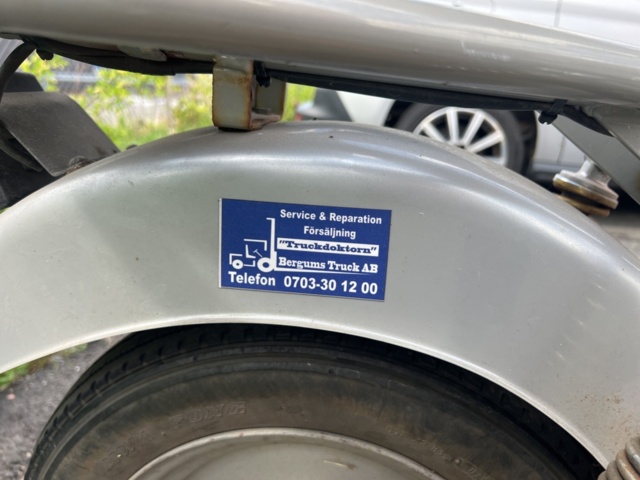 Service & Reparation
Försäljning
"Truckdoktorn"
Bergums Truck AB
Telefon 0703-30 12 00